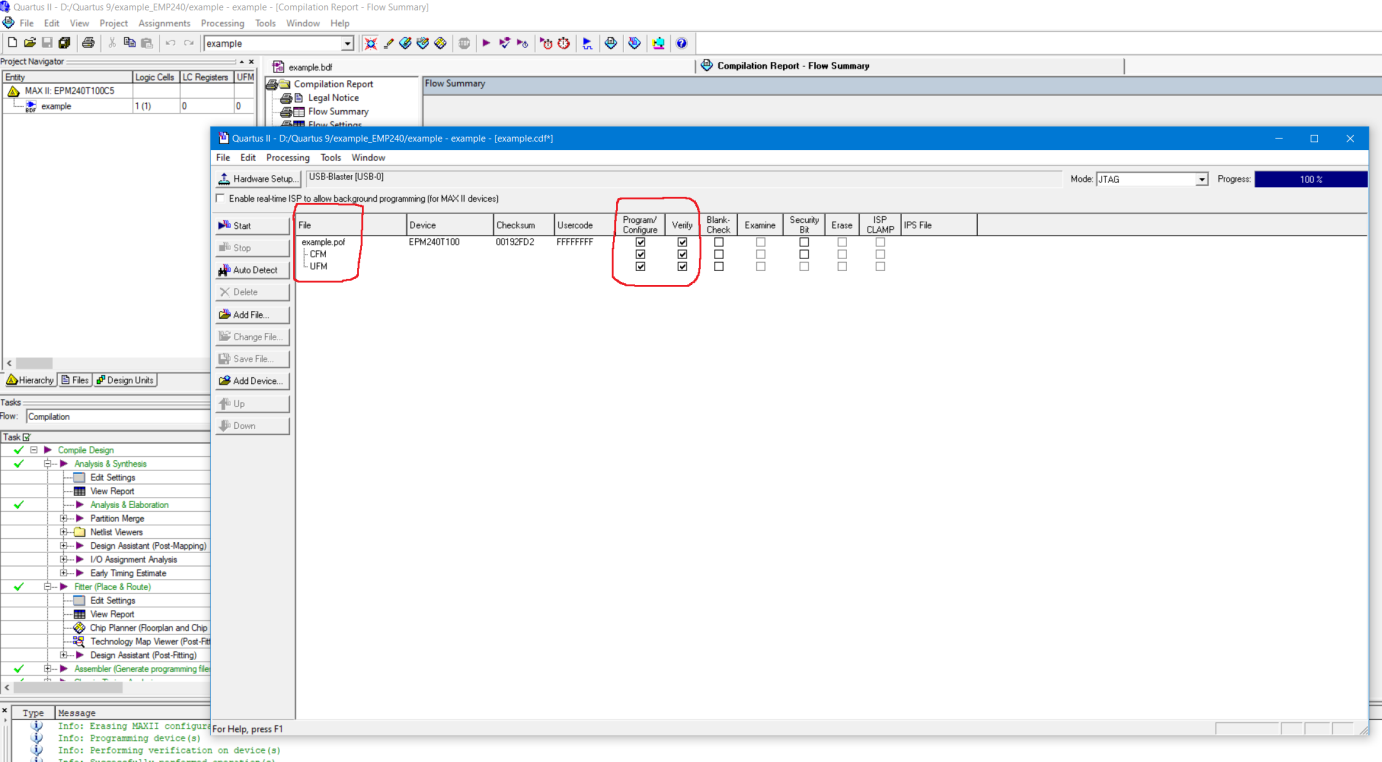 Quartus II - D:/Quartus 9/example_EMP240/example - example - [Compilation Report - Flow Summary]
File Edit View Project Assignments Processing Tools Window Help
example
Project Navigator
Entity Logic Cells LC Registers UFM
MAX II: EPM240T100C5
example 1 (1) 0 0
Hierarchy Files Design Units
example.bdf
Compilation Report - Flow Summary
Compilation Report
Legal Notice
Flow Summary
Flow Settings
Flow Summary
Quartus II - D:/Quartus 9/example_EMP240/example - example - [example.cdf*]
File Edit Processing Tools Window
Hardware Setup... USB-Blaster [USB-0] Mode: JTAG Progress: 100 %
Enable real-time ISP to allow background programming (for MAX II devices)
Start
Stop
Auto Detect
Delete
Add File...
Change File...
Save File...
Add Device...
Up
Down
File Device Checksum Usercode Program/ Configure Verify Blank- Check Examine Security Bit Erase ISP CLAMP IPS File
example.pof EPM240T100 00192FD2 FFFFFFFF
CFM
UFM
For Help, press F1
Tasks
Flow: Compilation
Task
Compile Design
Analysis & Synthesis
Edit Settings
View Report
Analysis & Elaboration
Partition Merge
Netlist Viewers
Design Assistant (Post-Mapping)
I/O Assignment Analysis
Early Timing Estimate
Fitter (Place & Route)
Edit Settings
View Report
Chip Planner (Floorplan and Chip
Technology Map Viewer (Post-Fitt
Design Assistant (Post-Fitting)
Assembler (Generate programming files
Type Message
Info: Erasing MAXII configura
Info: Programming device(s)
Info: Performing verification on device(s)
Info: Successfully performed operation(s)